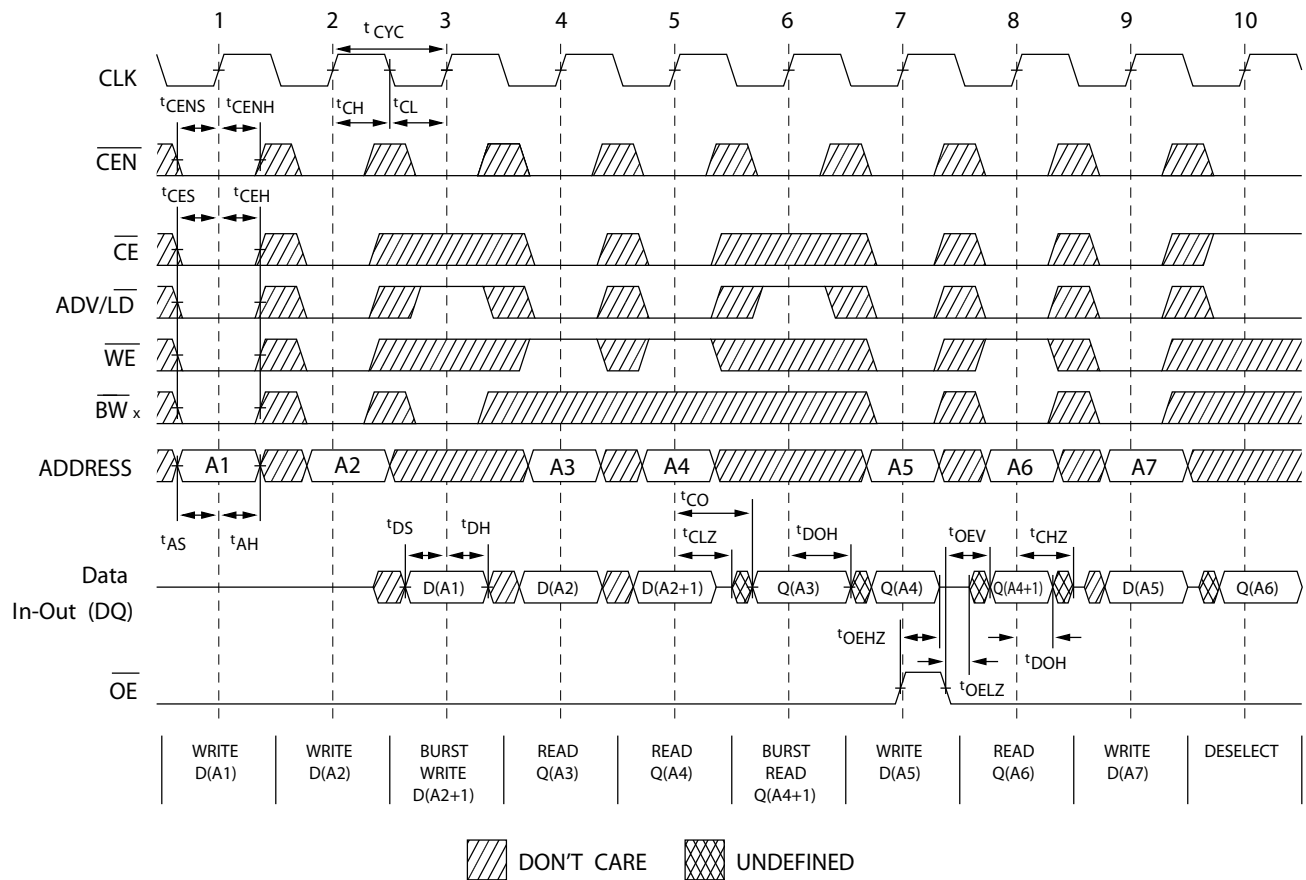 1 2 3 4 5 6 7 8 9 10
t CYC
CLK
tCENS tCENH tCH tCL
CEN
tCES tCEH
CE
ADV/LD
WE
BW x
ADDRESS A1 A2 A3 A4 A5 A6 A7
tCO
tAS tAH tDS tDH tCLZ tDOH tOEV tCHZ
Data
In-Out (DQ)
D(A1) D(A2) D(A2+1) Q(A3) Q(A4) Q(A4+1) D(A5) Q(A6)
tOEHZ tDOH
tOELZ
OE
WRITE
D(A1)
WRITE
D(A2)
BURST
WRITE
D(A2+1)
READ
Q(A3)
READ
Q(A4)
BURST
READ
Q(A4+1)
WRITE
D(A5)
READ
Q(A6)
WRITE
D(A7)
DESELECT
DON'T CARE UNDEFINED